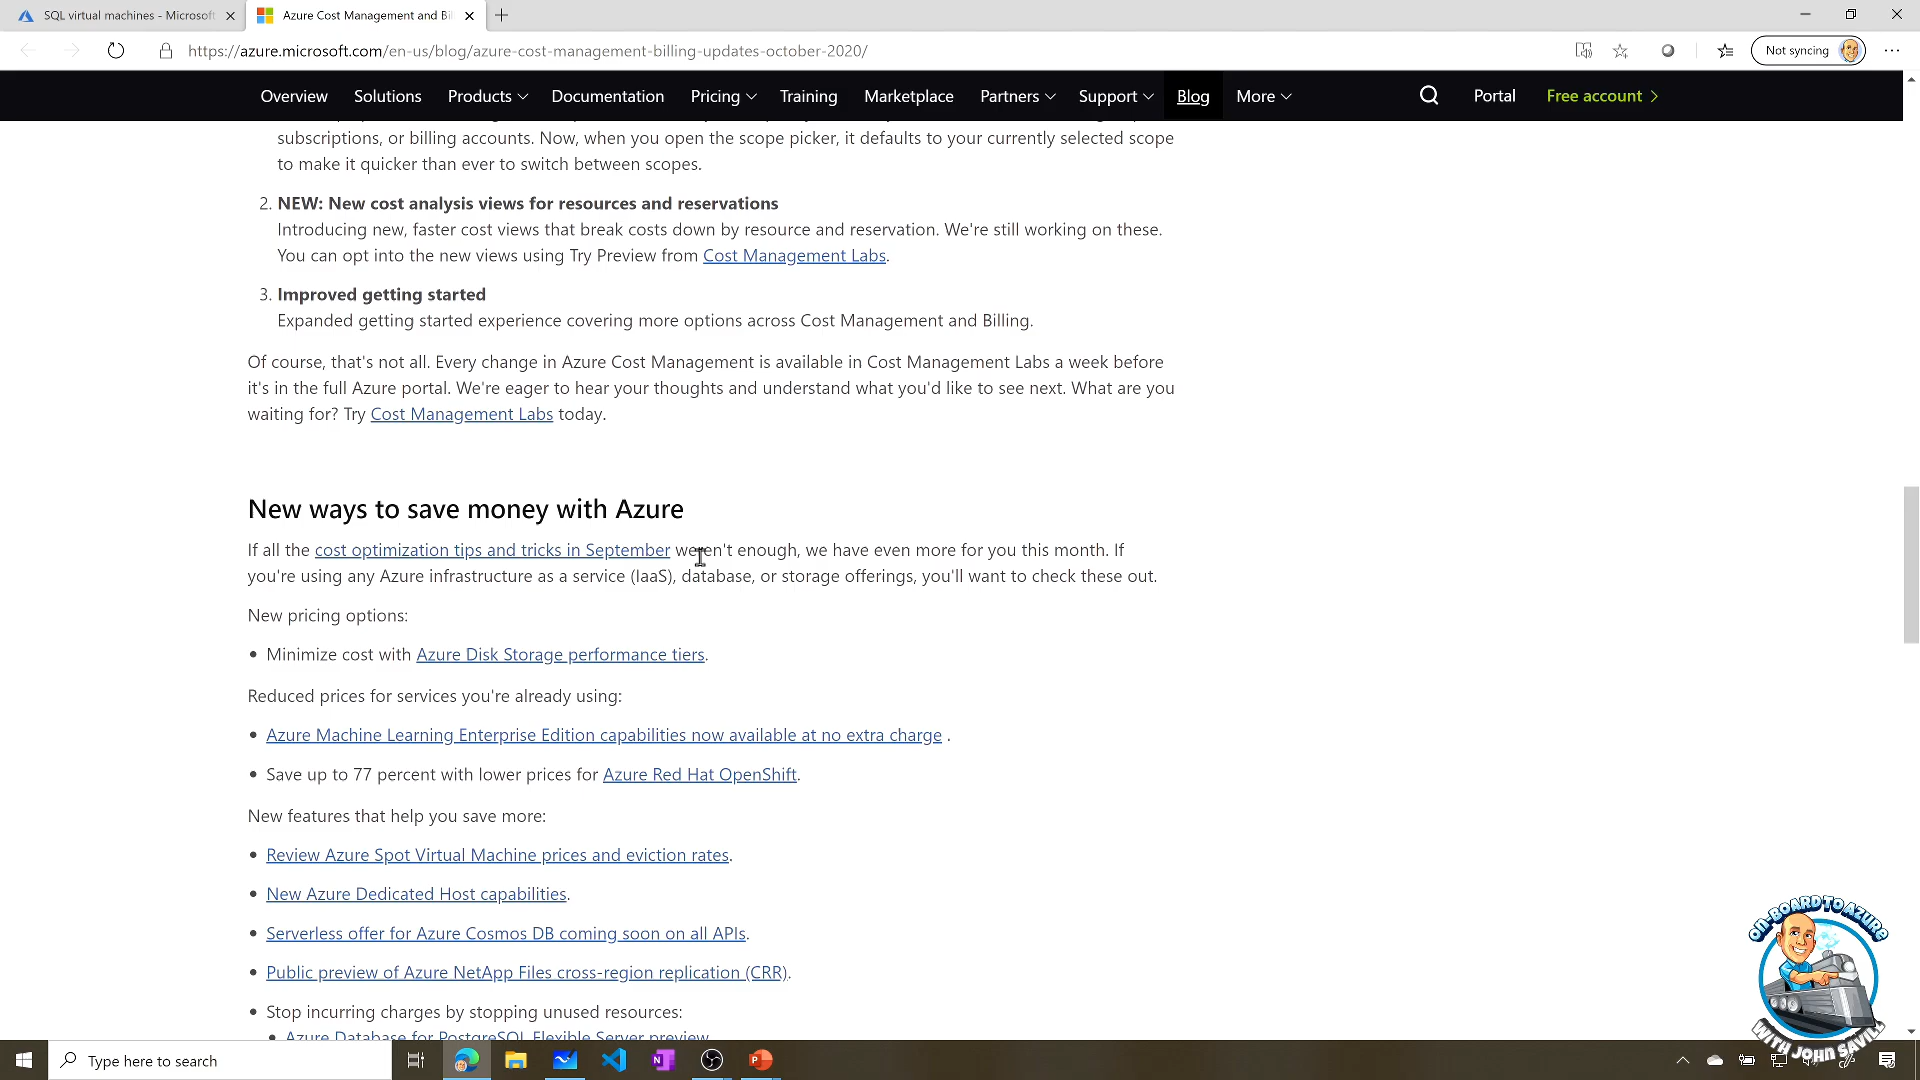 SQL virtual machines - Microsoft
Azure Cost Management and Bi
https://azure.microsoft.com/en-us/blog/azure-cost-management-billing-updates-october-2020/
Not syncing
Overview Solutions Products Documentation Pricing Training Marketplace Partners Support Blog More Portal Free account
subscriptions, or billing accounts. Now, when you open the scope picker, it defaults to your currently selected scope
to make it quicker than ever to switch between scopes.
2. NEW: New cost analysis views for resources and reservations
Introducing new, faster cost views that break costs down by resource and reservation. We're still working on these.
You can opt into the new views using Try Preview from Cost Management Labs.
3. Improved getting started
Expanded getting started experience covering more options across Cost Management and Billing.
Of course, that's not all. Every change in Azure Cost Management is available in Cost Management Labs a week before
it's in the full Azure portal. We're eager to hear your thoughts and understand what you'd like to see next. What are you
waiting for? Try Cost Management Labs today.
New ways to save money with Azure
If all the cost optimization tips and tricks in September weren't enough, we have even more for you this month. If
you're using any Azure infrastructure as a service (IaaS), database, or storage offerings, you'll want to check these out.
New pricing options:
• Minimize cost with Azure Disk Storage performance tiers.
Reduced prices for services you're already using:
• Azure Machine Learning Enterprise Edition capabilities now available at no extra charge .
• Save up to 77 percent with lower prices for Azure Red Hat OpenShift.
New features that help you save more:
• Review Azure Spot Virtual Machine prices and eviction rates.
• New Azure Dedicated Host capabilities.
• Serverless offer for Azure Cosmos DB coming soon on all APIs.
• Public preview of Azure NetApp Files cross-region replication (CRR).
• Stop incurring charges by stopping unused resources:
• Azure Database for PostgreSQL Flexible Server preview
ON-BOARD TO AZURE
WITH JOHN SAVILL
Type here to search